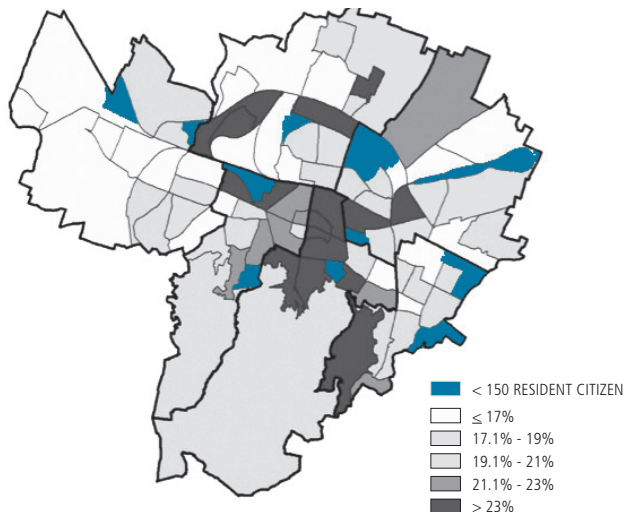 < 150 RESIDENT CITIZEN
≤ 17%
17.1% - 19%
19.1% - 21%
21.1% - 23%
> 23%